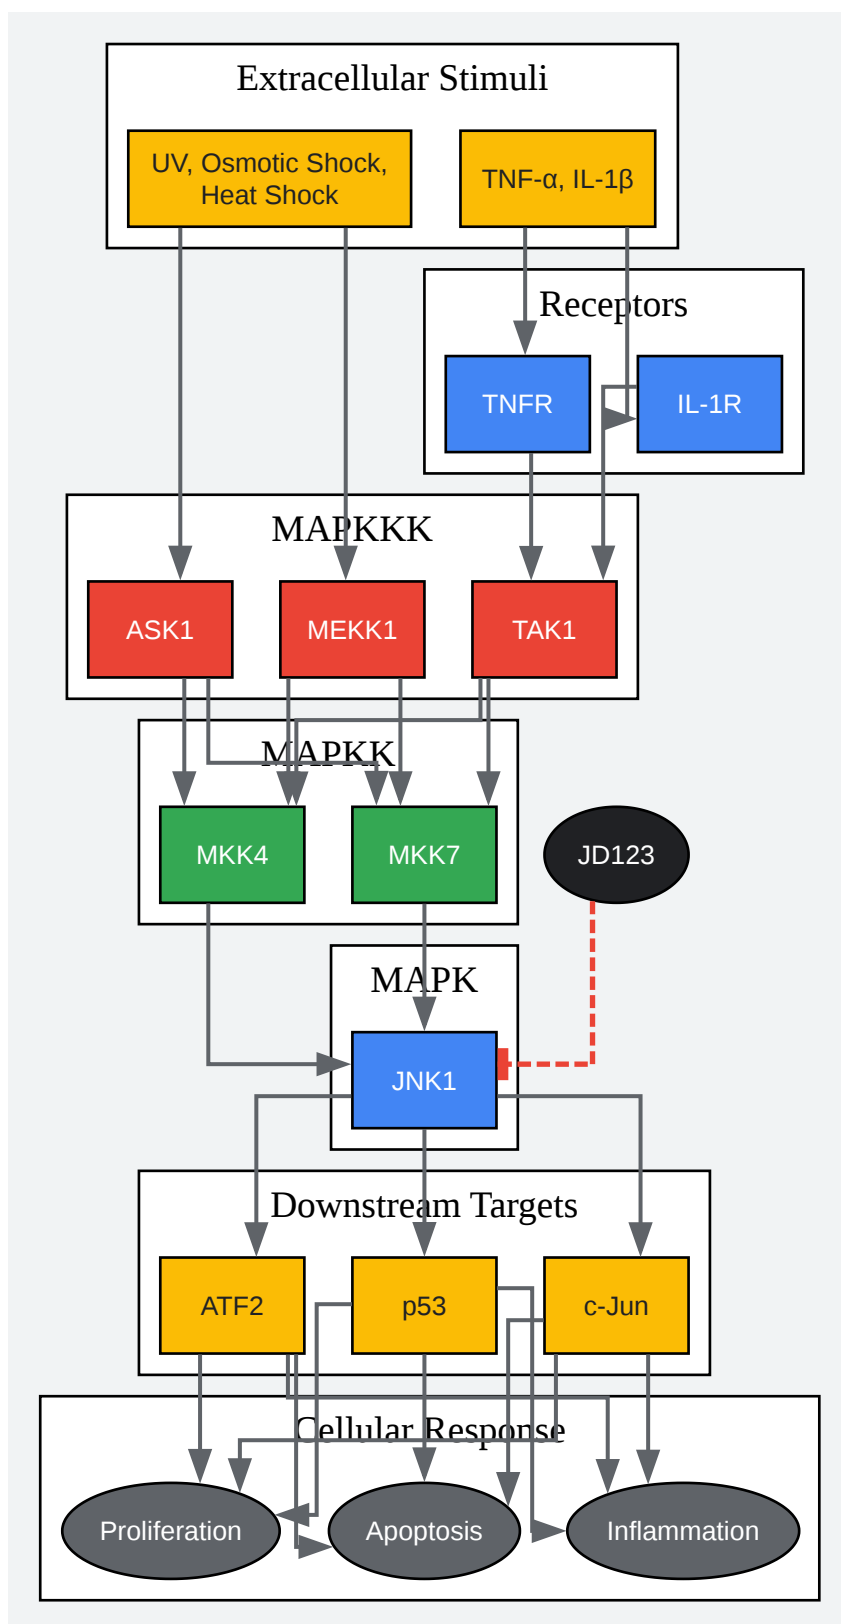 Extracellular Stimuli
UV, Osmotic Shock,
Heat Shock
TNF-α, IL-1β
Receptors
TNFR
IL-1R
MAPKKK
ASK1
MEKK1
TAK1
MAPKK
MKK4
MKK7
JD123
MAPK
JNK1
Downstream Targets
ATF2
p53
c-Jun
Cellular Response
Proliferation
Apoptosis
Inflammation